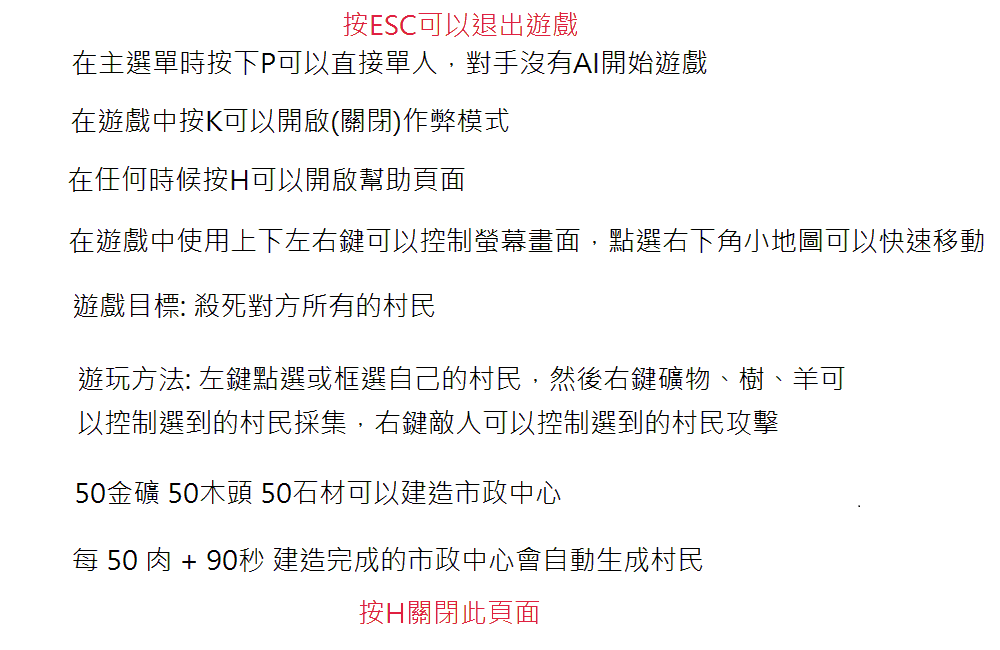 按ESC可以退出遊戲
在主選單時按下P可以直接單人，對手沒有AI開始遊戲
在遊戲中按K可以開啟(關閉)作弊模式
在任何時候按H可以開啟幫助頁面
在遊戲中使用上下左右鍵可以控制螢幕畫面，點選右下角小地圖可以快速移動
遊戲目標: 殺死對方所有的村民
遊玩方法: 左鍵點選或框選自己的村民，然後右鍵礦物、樹、羊可
以控制選到的村民採集，右鍵敵人可以控制選到的村民攻擊
50金礦 50木頭 50石材可以建造市政中心
每 50 肉 + 90秒 建造完成的市政中心會自動生成村民
按H關閉此頁面